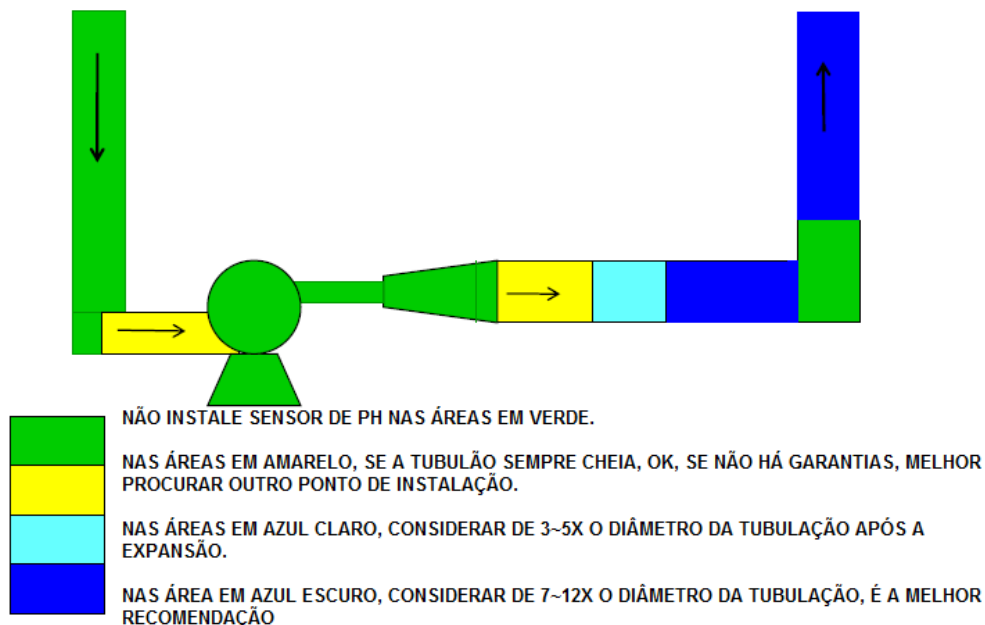 NÃO INSTALE SENSOR DE PH NAS ÁREAS EM VERDE.
NAS ÁREAS EM AMARELO, SE A TUBULÃO SEMPRE CHEIA, OK, SE NÃO HÁ GARANTIAS, MELHOR
PROCURAR OUTRO PONTO DE INSTALAÇÃO.
NAS ÁREAS EM AZUL CLARO, CONSIDERAR DE 3~5X O DIÂMETRO DA TUBULAÇÃO APÓS A
EXPANSÃO.
NAS ÁREA EM AZUL ESCURO, CONSIDERAR DE 7~12X O DIÂMETRO DA TUBULAÇÃO, É A MELHOR
RECOMENDAÇÃO